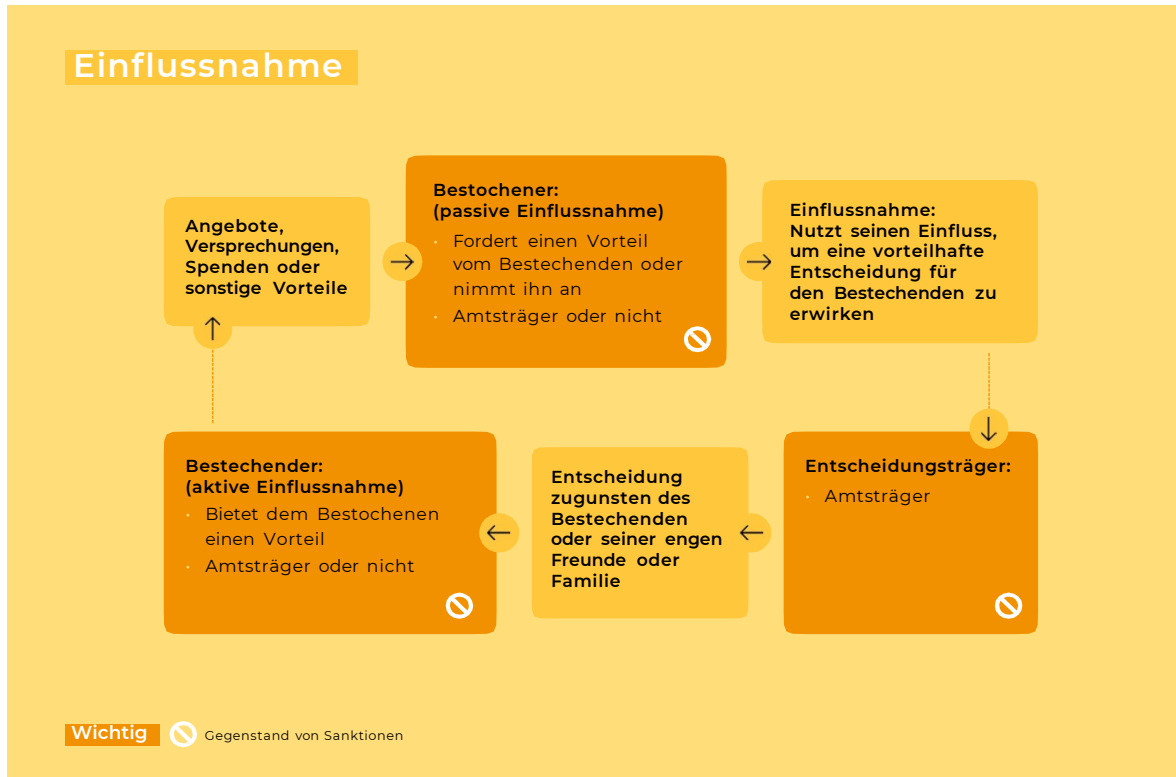 Einflussnahme
Angebote,
Versprechungen,
Spenden oder
sonstige Vorteile
Bestochener:
(passive Einflussnahme)
· Fordert einen Vorteil
vom Bestechenden oder
nimmt ihn an
· Amtsträger oder nicht
Einflussnahme:
Nutzt seinen Einfluss,
um eine vorteilhafte
Entscheidung für
den Bestechenden zu
erwirken
Bestechender:
(aktive Einflussnahme)
· Bietet dem Bestochenen
einen Vorteil
· Amtsträger oder nicht
Entscheidung
zugunsten des
Bestechenden
oder seiner engen
Freunde oder
Familie
Entscheidungsträger:
· Amtsträger
Wichtig
Gegenstand von Sanktionen